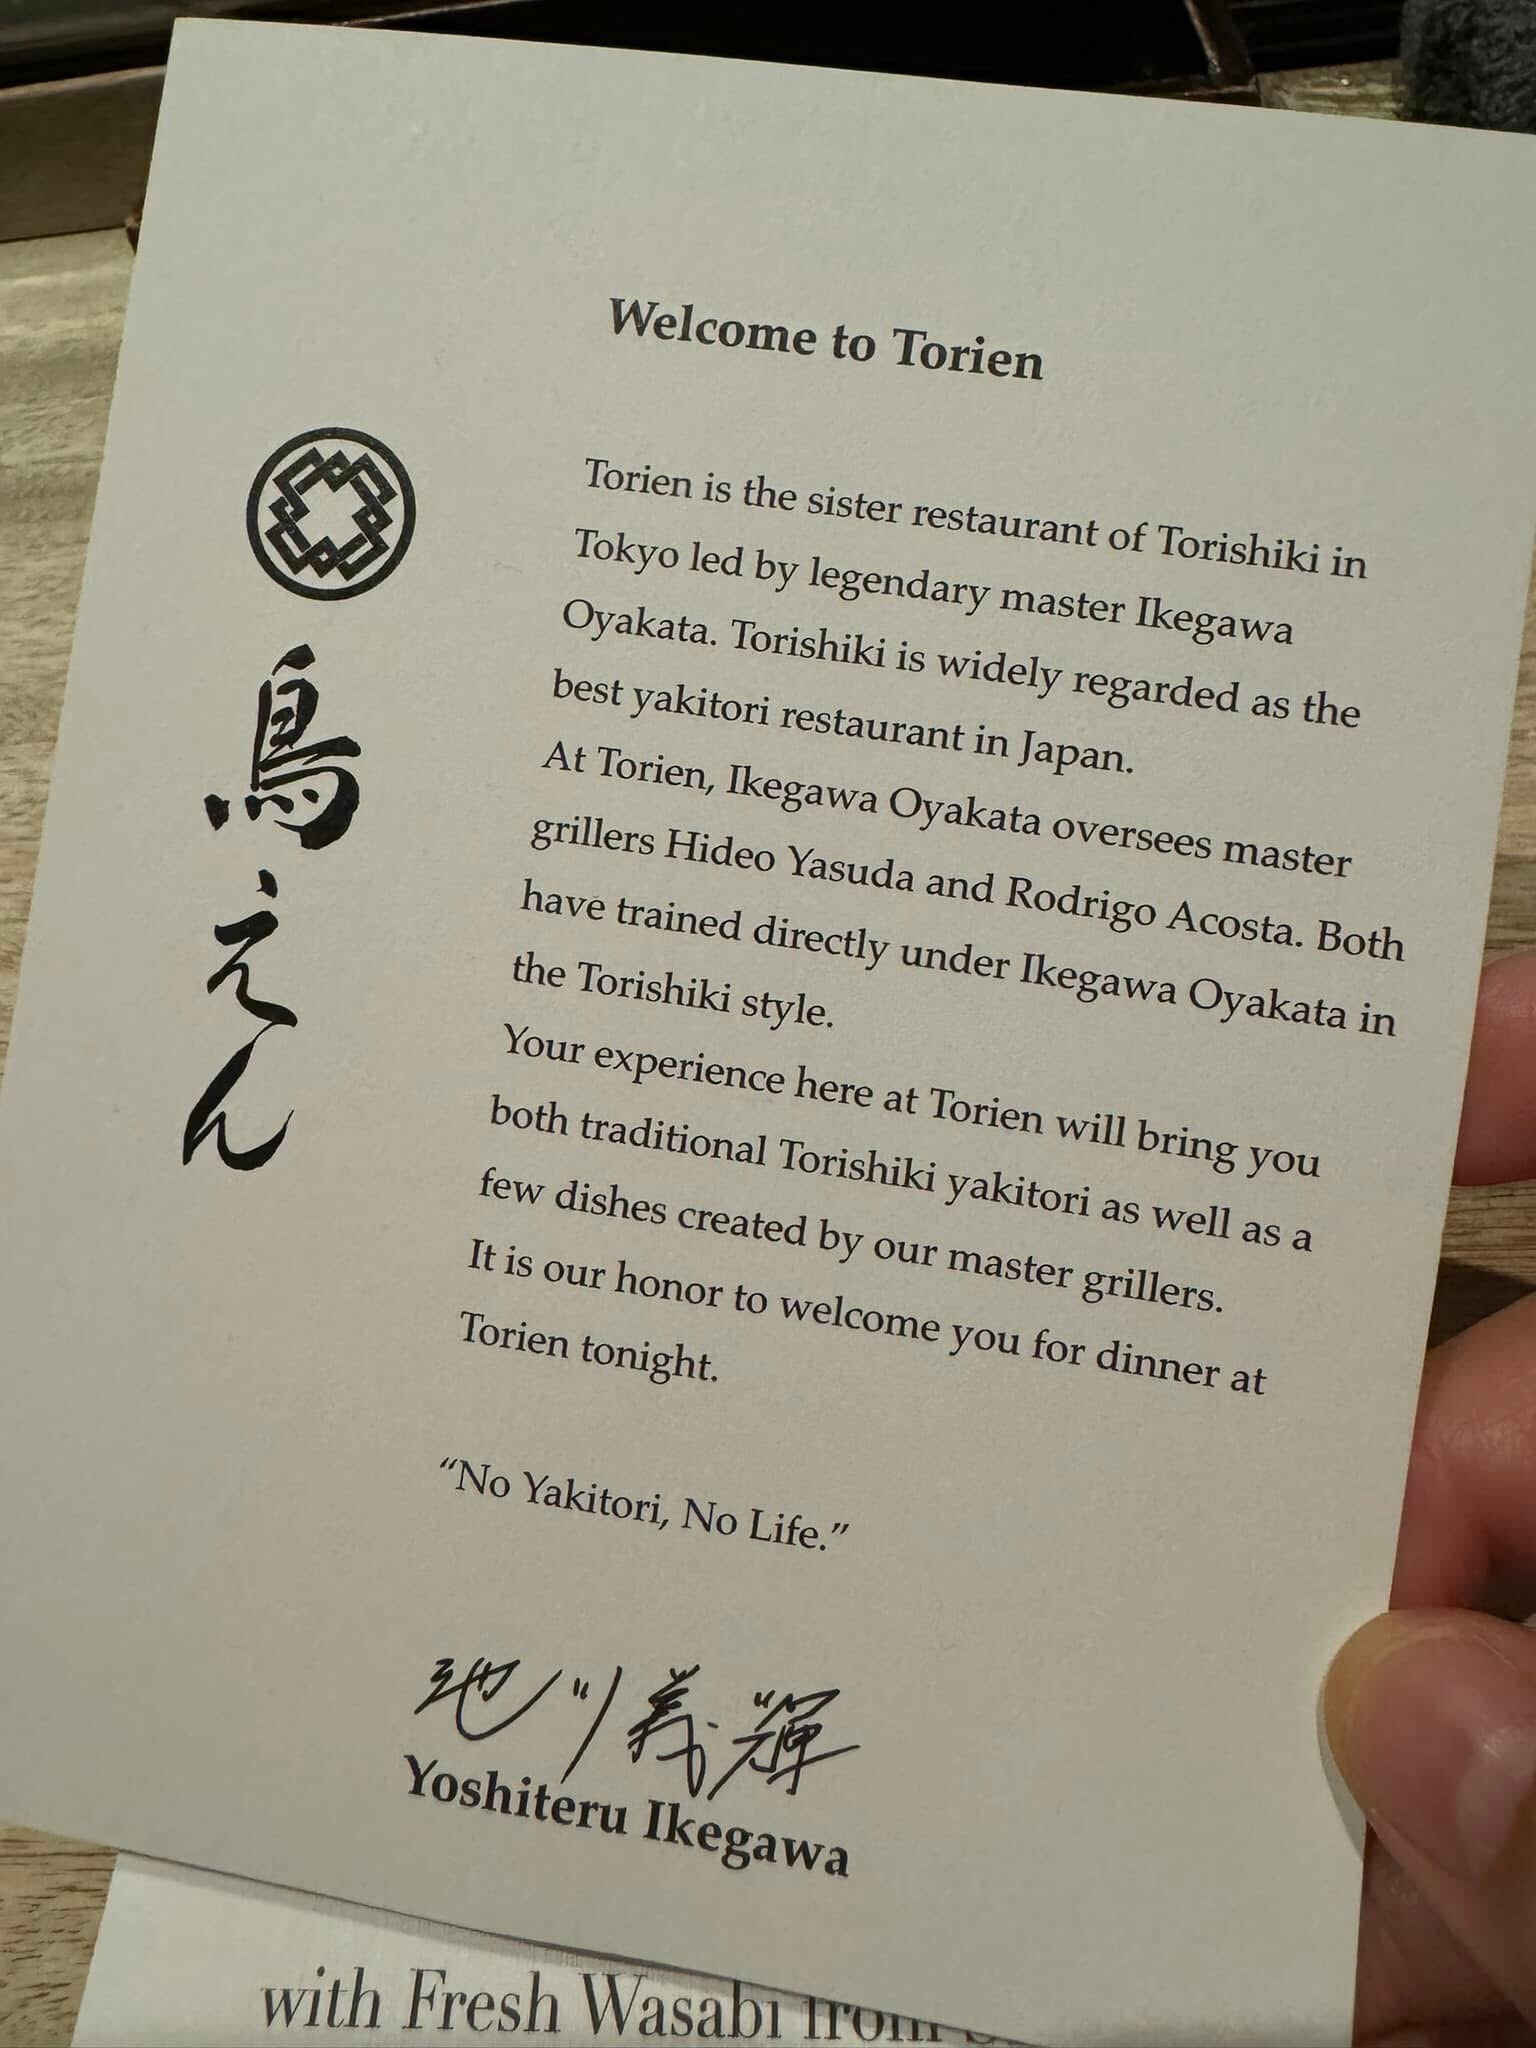 Welcome to Torien
鳥えん
Torien is the sister restaurant of Torishiki in
Tokyo led by legendary master Ikegawa
Oyakata. Torishiki is widely regarded as the
best yakitori restaurant in Japan.
At Torien, Ikegawa Oyakata oversees master
grillers Hideo Yasuda and Rodrigo Acosta. Both
have trained directly under Ikegawa Oyakata in
the Torishiki style.
Your experience here at Torien will bring you
both traditional Torishiki yakitori as well as a
few dishes created by our master grillers.
It is our honor to welcome you for dinner at
Torien tonight.
“No Yakitori, No Life.”
池川義輝
Yoshiteru Ikegawa
with Fresh Wasabi from